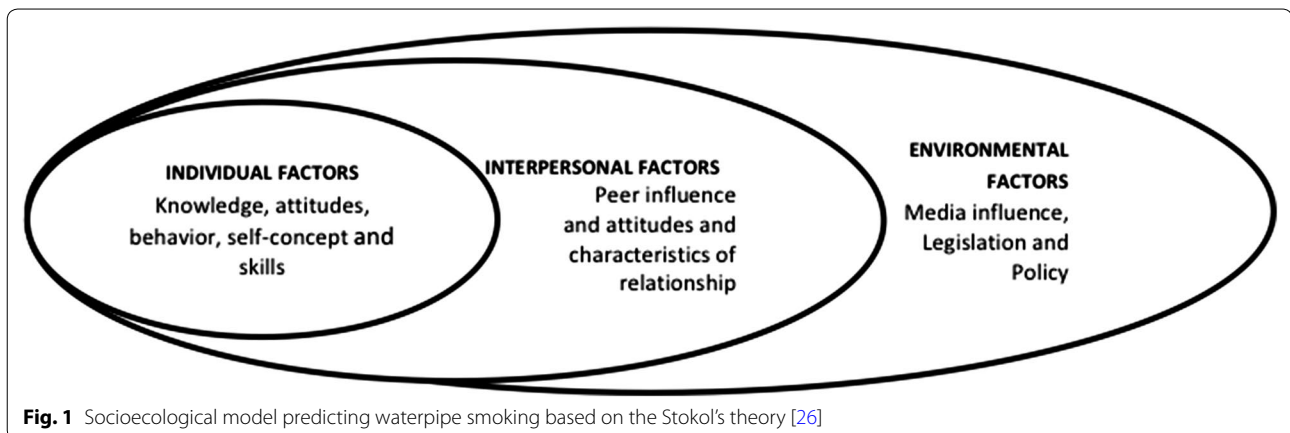 INDIVIDUAL FACTORS
Knowledge, attitudes,
behavior, self-concept and
skills
INTERPERSONAL FACTORS
Peer influence
and attitudes and
characteristics of
relationship
ENVIRONMENTAL
FACTORS
Media influence,
Legislation and
Policy
Fig. 1 Socioecological model predicting waterpipe smoking based on the Stokol's theory [26]